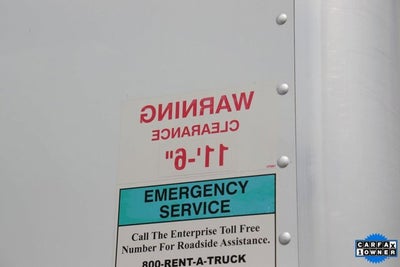 WARNING
CLEARANCE
11'-6"
EMERGENCY
SERVICE
Call The Enterprise Toll Free
Number For Roadside Assistance.
800-RENT-A-TRUCK
CARFAX
1 OWNER